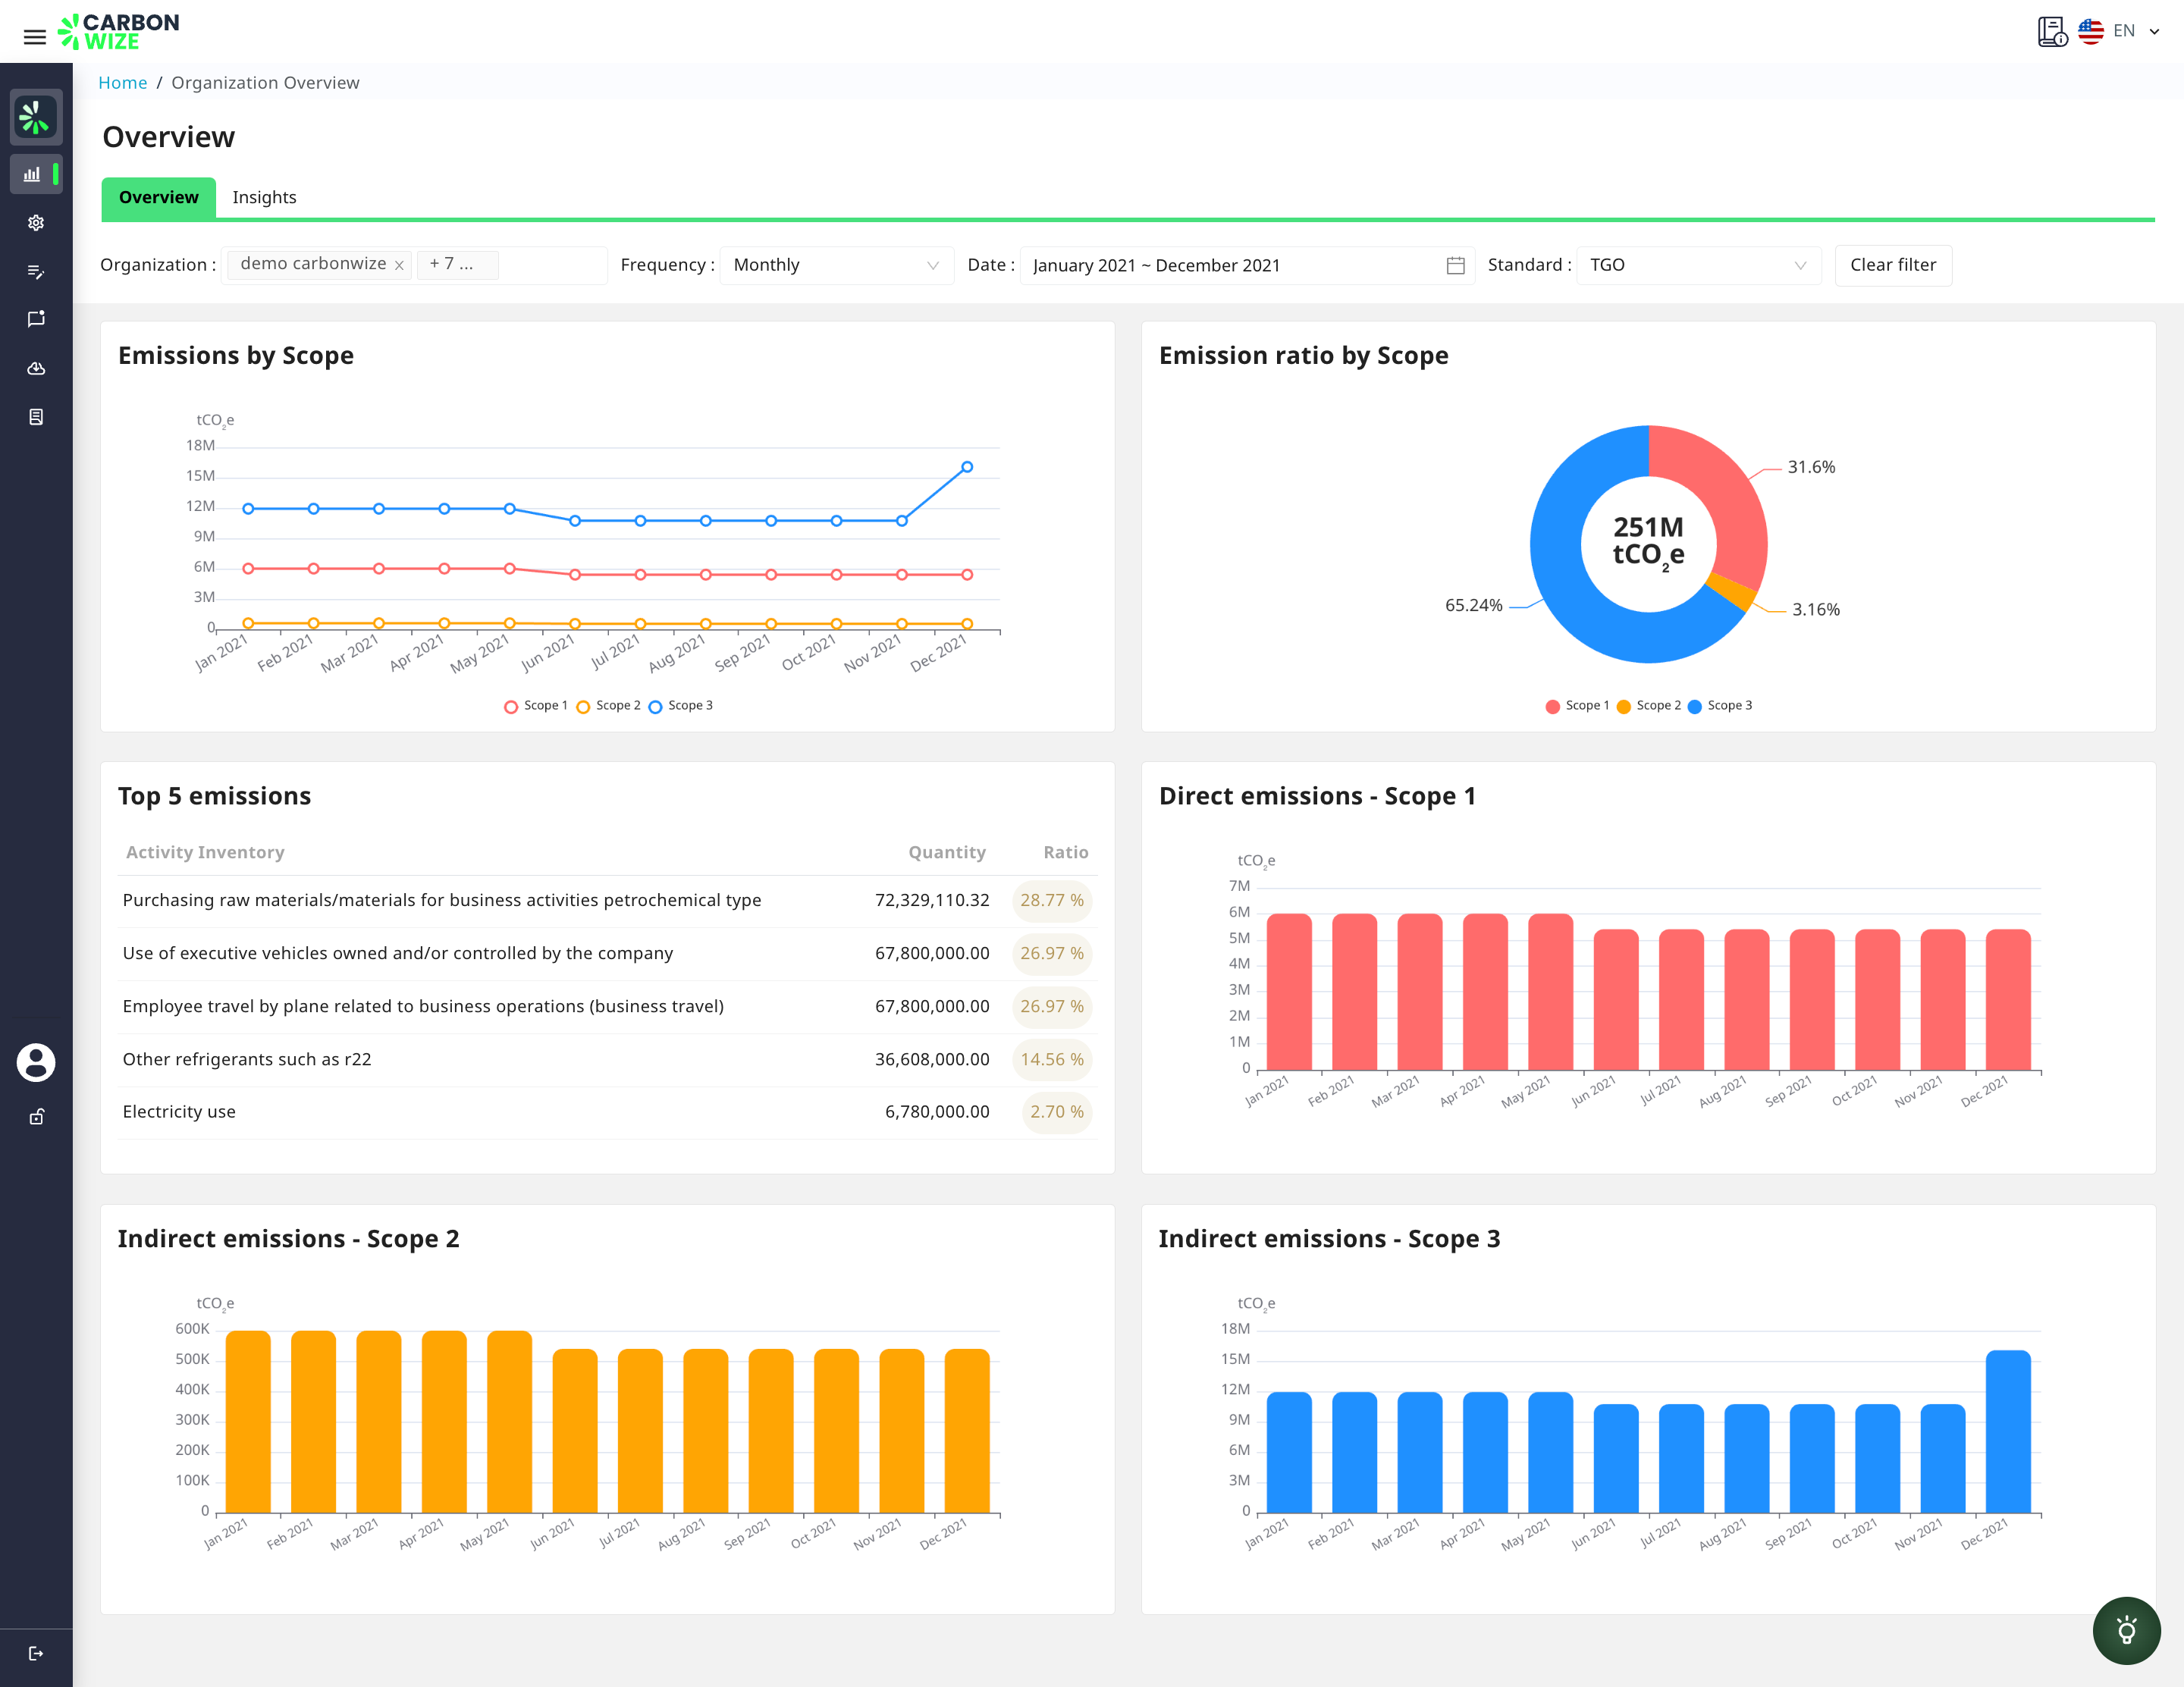 CARBON
WIZE
EN
Home / Organization Overview
Overview
Overview Insights
Organization : demo carbonwize × + 7 ... Frequency : Monthly Date : January 2021 ~ December 2021 Standard : TGO Clear filter
Emissions by Scope
tCO₂e
18M
15M
12M
9M
6M
3M
0
Jan 2021 Feb 2021 Mar 2021 Apr 2021 May 2021 Jun 2021 Jul 2021 Aug 2021 Sep 2021 Oct 2021 Nov 2021 Dec 2021
Scope 1 Scope 2 Scope 3
Emission ratio by Scope
31.6%
251M
tCO₂e
65.24%
3.16%
Scope 1 Scope 2 Scope 3
Top 5 emissions
Activity Inventory Quantity Ratio
Purchasing raw materials/materials for business activities petrochemical type 72,329,110.32 28.77 %
Use of executive vehicles owned and/or controlled by the company 67,800,000.00 26.97 %
Employee travel by plane related to business operations (business travel) 67,800,000.00 26.97 %
Other refrigerants such as r22 36,608,000.00 14.56 %
Electricity use 6,780,000.00 2.70 %
Direct emissions - Scope 1
tCO₂e
7M
6M
5M
4M
3M
2M
1M
0
Jan 2021 Feb 2021 Mar 2021 Apr 2021 May 2021 Jun 2021 Jul 2021 Aug 2021 Sep 2021 Oct 2021 Nov 2021 Dec 2021
Indirect emissions - Scope 2
tCO₂e
600K
500K
400K
300K
200K
100K
0
Jan 2021 Feb 2021 Mar 2021 Apr 2021 May 2021 Jun 2021 Jul 2021 Aug 2021 Sep 2021 Oct 2021 Nov 2021 Dec 2021
Indirect emissions - Scope 3
tCO₂e
18M
15M
12M
9M
6M
3M
0
Jan 2021 Feb 2021 Mar 2021 Apr 2021 May 2021 Jun 2021 Jul 2021 Aug 2021 Sep 2021 Oct 2021 Nov 2021 Dec 2021